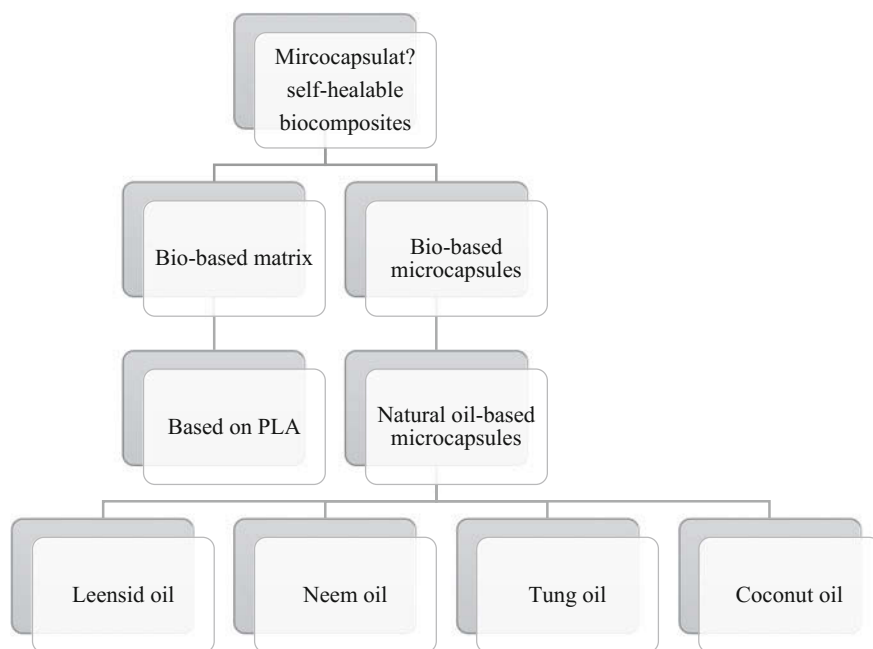 Mircocapsulat?
self-healable
biocomposites
Bio-based matrix
Bio-based
microcapsules
Based on PLA
Natural oil-based
microcapsules
Leensid oil
Neem oil
Tung oil
Coconut oil